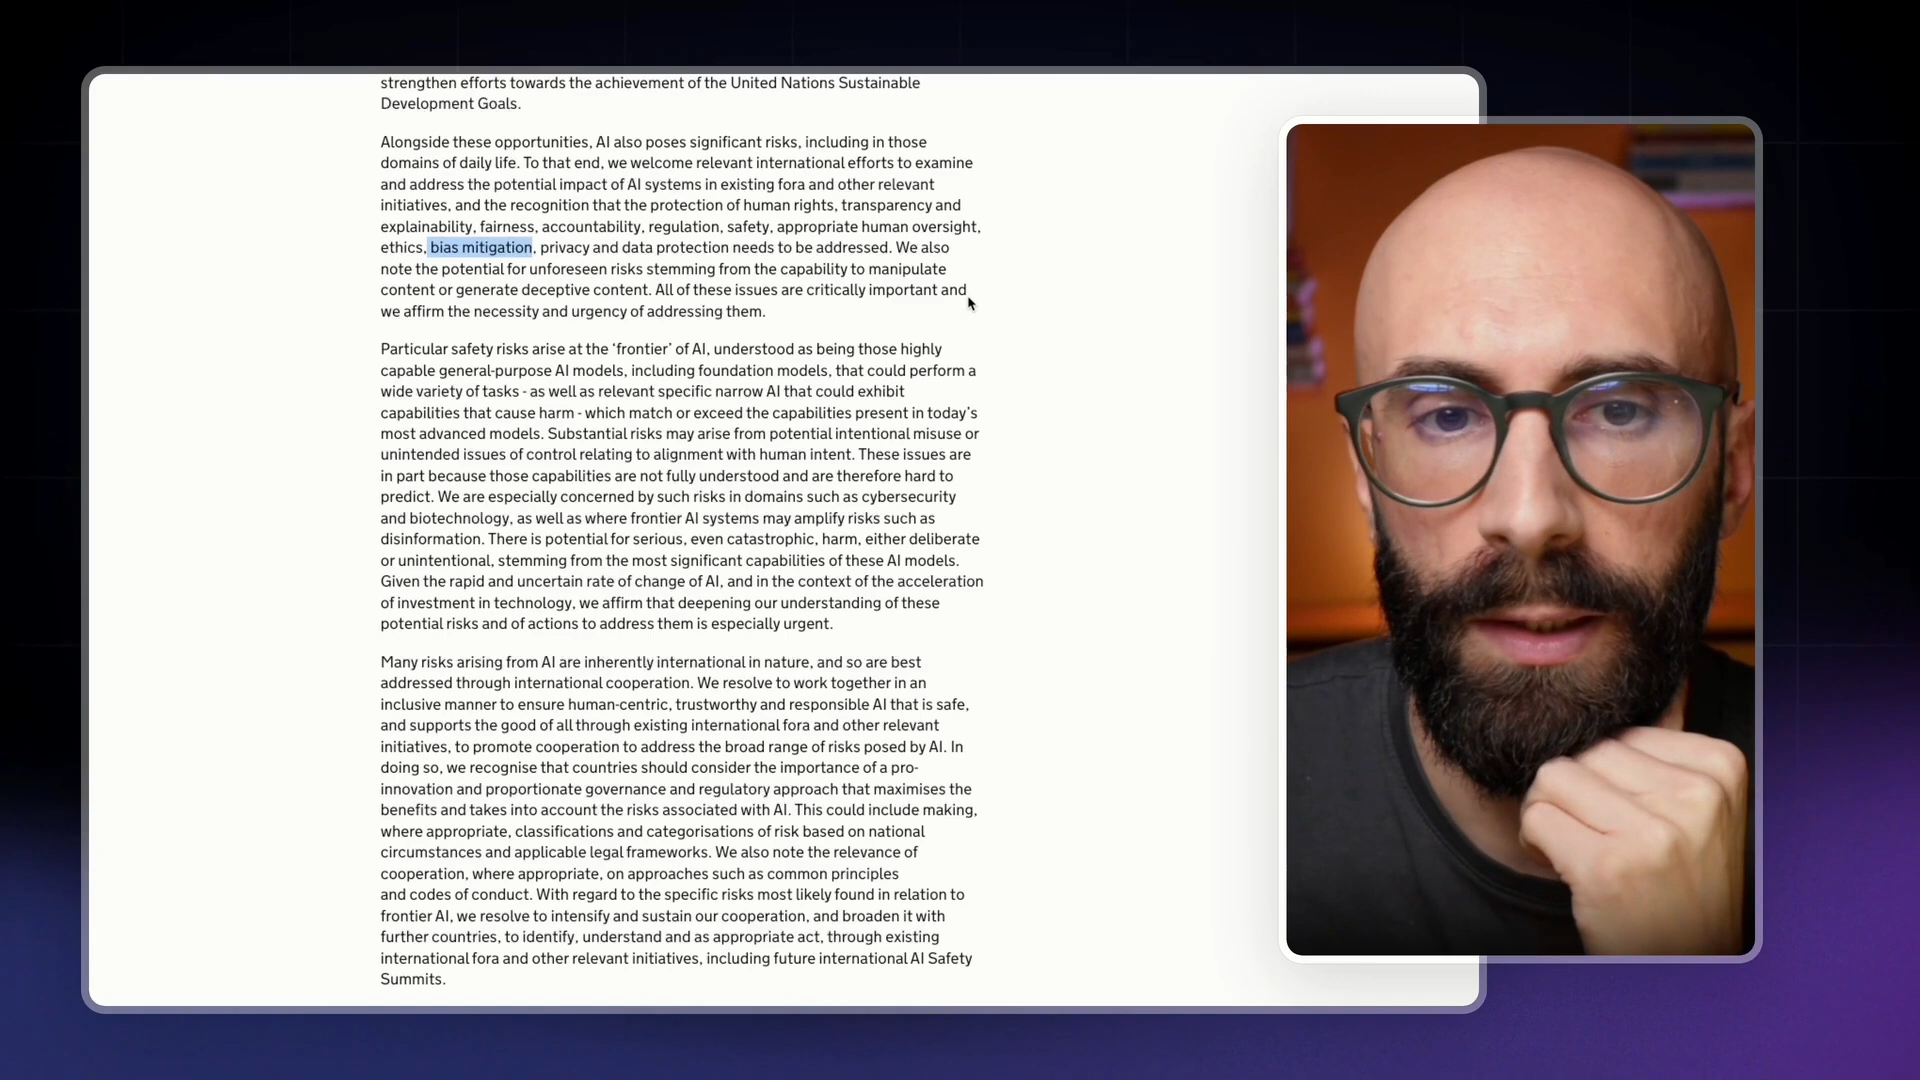 strengthen efforts towards the achievement of the United Nations Sustainable
Development Goals.
Alongside these opportunities, AI also poses significant risks, including in those
domains of daily life. To that end, we welcome relevant international efforts to examine
and address the potential impact of AI systems in existing fora and other relevant
initiatives, and the recognition that the protection of human rights, transparency and
explainability, fairness, accountability, regulation, safety, appropriate human oversight,
ethics, bias mitigation, privacy and data protection needs to be addressed. We also
note the potential for unforeseen risks stemming from the capability to manipulate
content or generate deceptive content. All of these issues are critically important and
we affirm the necessity and urgency of addressing them.
Particular safety risks arise at the ‘frontier’ of AI, understood as being those highly
capable general-purpose AI models, including foundation models, that could perform a
wide variety of tasks - as well as relevant specific narrow AI that could exhibit
capabilities that cause harm - which match or exceed the capabilities present in today’s
most advanced models. Substantial risks may arise from potential intentional misuse or
unintended issues of control relating to alignment with human intent. These issues are
in part because those capabilities are not fully understood and are therefore hard to
predict. We are especially concerned by such risks in domains such as cybersecurity
and biotechnology, as well as where frontier AI systems may amplify risks such as
disinformation. There is potential for serious, even catastrophic, harm, either deliberate
or unintentional, stemming from the most significant capabilities of these AI models.
Given the rapid and uncertain rate of change of AI, and in the context of the acceleration
of investment in technology, we affirm that deepening our understanding of these
potential risks and of actions to address them is especially urgent.
Many risks arising from AI are inherently international in nature, and so are best
addressed through international cooperation. We resolve to work together in an
inclusive manner to ensure human-centric, trustworthy and responsible AI that is safe,
and supports the good of all through existing international fora and other relevant
initiatives, to promote cooperation to address the broad range of risks posed by AI. In
doing so, we recognise that countries should consider the importance of a pro-
innovation and proportionate governance and regulatory approach that maximises the
benefits and takes into account the risks associated with AI. This could include making,
where appropriate, classifications and categorisations of risk based on national
circumstances and applicable legal frameworks. We also note the relevance of
cooperation, where appropriate, on approaches such as common principles
and codes of conduct. With regard to the specific risks most likely found in relation to
frontier AI, we resolve to intensify and sustain our cooperation, and broaden it with
further countries, to identify, understand and as appropriate act, through existing
international fora and other relevant initiatives, including future international AI Safety
Summits.